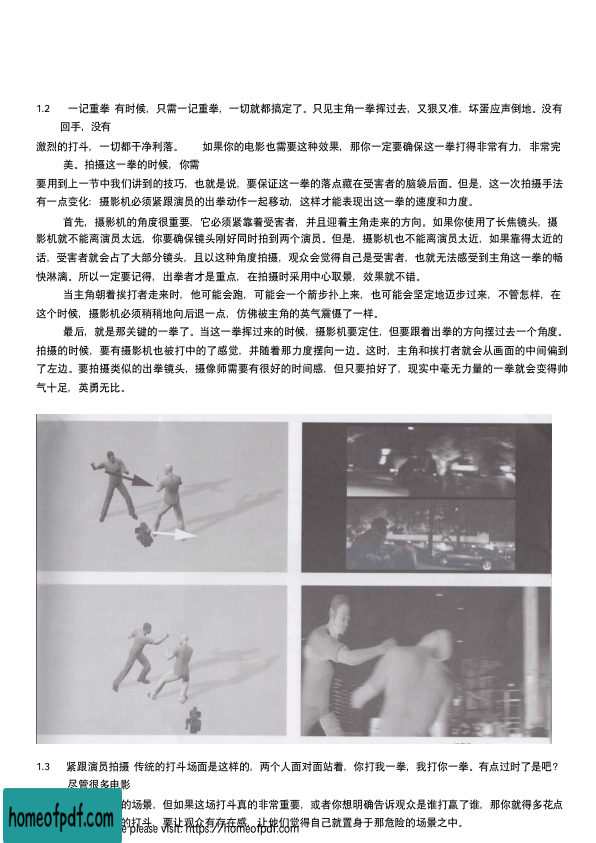 1.2 一记重拳 有时候，只需一记重拳，一切就都搞定了。只见主角一拳挥过去，又狠又准，坏蛋应声倒地。没有
回手，没有
激烈的打斗，一切都干净利落。 如果你的电影也需要这种效果，那你一定要确保这一拳打得非常有力，非常完
美。拍摄这一拳的时候，你需
要用到上一节中我们讲到的技巧，也就是说，要保证这一拳的落点藏在受害者的脑袋后面。但是，这一次拍摄手法
有一点变化：摄影机必须紧跟演员的出拳动作一起移动，这样才能表现出这一拳的速度和力度。
首先，摄影机的角度很重要，它必须紧靠着受害者，并且迎着主角走来的方向。如果你使用了长焦镜头，摄
影机就不能离演员太远，你要确保镜头刚好同时拍到两个演员。但是，摄影机也不能离演员太近，如果靠得太近的
话，受害者就会占了大部分镜头，且以这种角度拍摄，观众会觉得自己是受害者，也就无法感受到主角这一拳的畅
快淋漓。所以一定要记得，出拳者才是重点，在拍摄时采用中心取景，效果就不错。
当主角朝着挨打者走来时，他可能会跑，可能会一个箭步扑上来，也可能会坚定地迈步过来，不管怎样，在
这个时候，摄影机必须稍稍地向后退一点，仿佛被主角的英气震慑了一样。
最后，就是那关键的一拳了。当这一拳挥过来的时候，摄影机要定住，但要跟着出拳的方向摆过去一个角度。
拍摄的时候，要有摄影机也被打中的了感觉，并随着那力度摆向一边。这时，主角和挨打者就会从画面的中间偏到
了左边。要拍摄类似的出拳镜头，摄像师需要有很好的时间感，但只要拍好了，现实中毫无力量的一拳就会变得帅
气十足，英勇无比。
1.3 紧跟演员拍摄 传统的打斗场面是这样的，两个人面对面站着，你打我一拳，我打你一拳。有点过时了是吧？
尽管很多电影
的场景，但如果这场打斗真的非常重要，或者你想明确告诉观众是谁打赢了谁，那你就得多花点
的打斗，要让观众有存在感，让他们觉得自己就置身于那危险的场景之中。
homeofpdf.com
please visit: https://homeofpdf.com